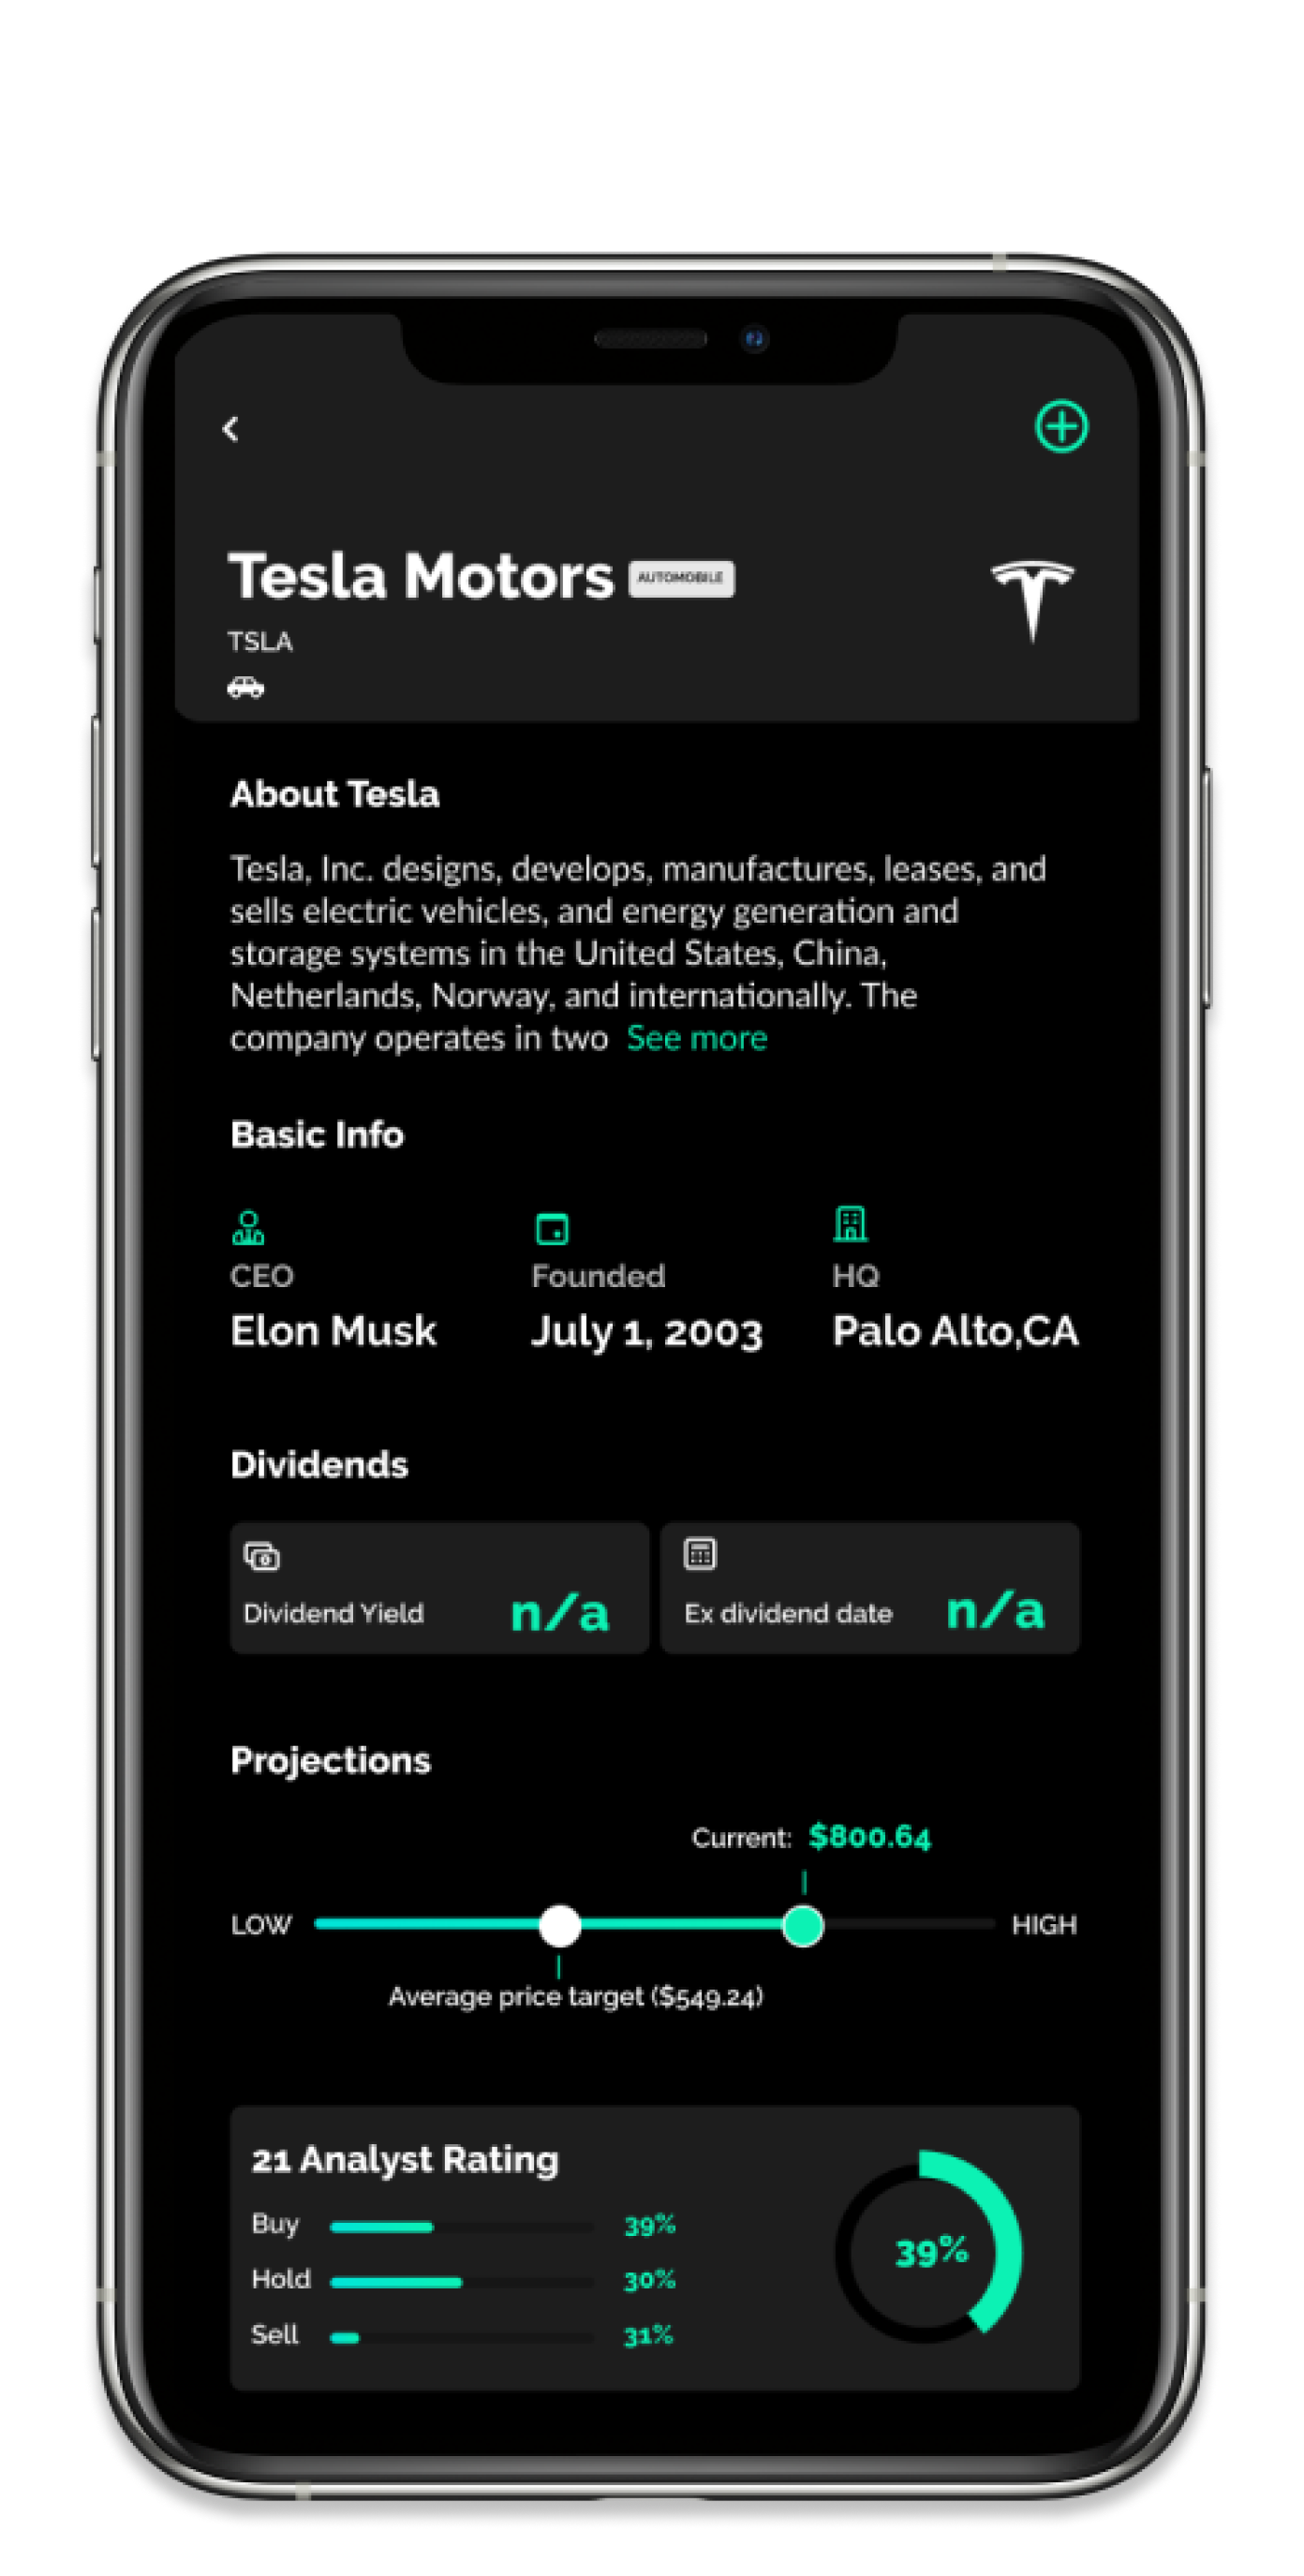 Tesla Motors AUTOMOBILE
TSLA
About Tesla
Tesla, Inc. designs, develops, manufactures, leases, and
sells electric vehicles, and energy generation and
storage systems in the United States, China,
Netherlands, Norway, and internationally. The
company operates in two See more
Basic Info
CEO Founded HQ
Elon Musk July 1, 2003 Palo Alto,CA
Dividends
Dividend Yield n/a Ex dividend date n/a
Projections
Current: $800.64
LOW HIGH
Average price target ($549.24)
21 Analyst Rating
Buy 39%
Hold 30%
Sell 31%
39%